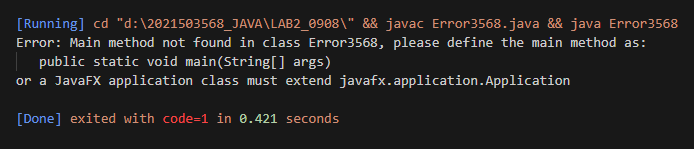 [Running] cd "d:\2021503568_JAVA\LAB2_0908\" && javac Error3568.java && java Error3568
Error: Main method not found in class Error3568, please define the main method as:
   public static void main(String[] args)
or a JavaFX application class must extend javafx.application.Application

[Done] exited with code=1 in 0.421 seconds